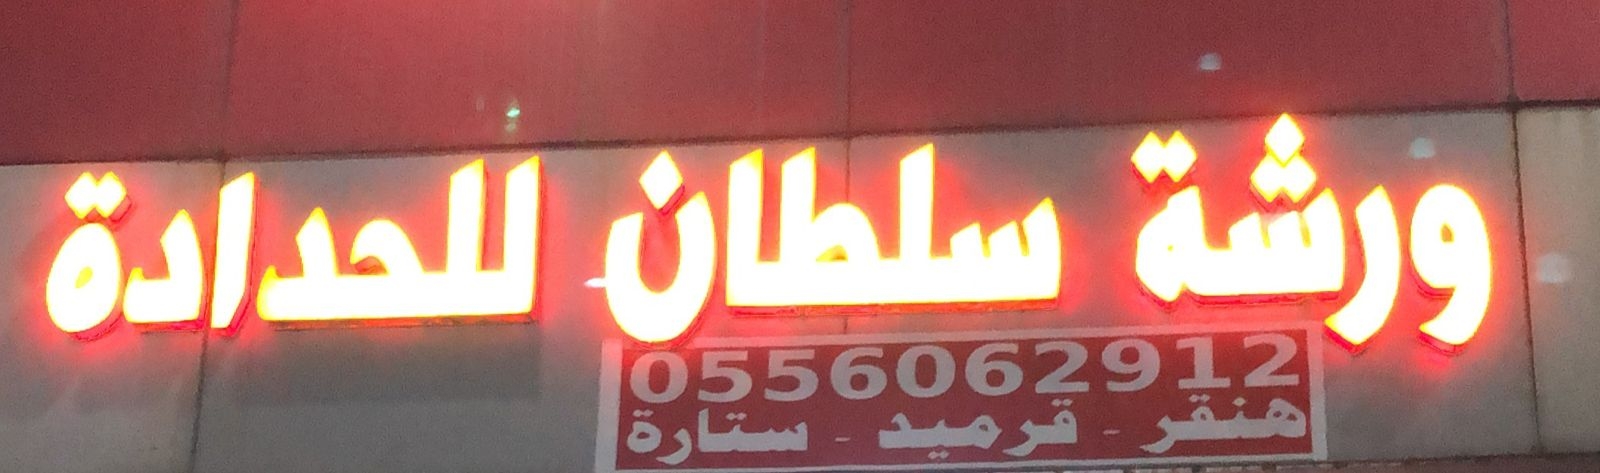 ورشة سلطان للحدادة
0556062912
هنقر - قرميد - ستارة